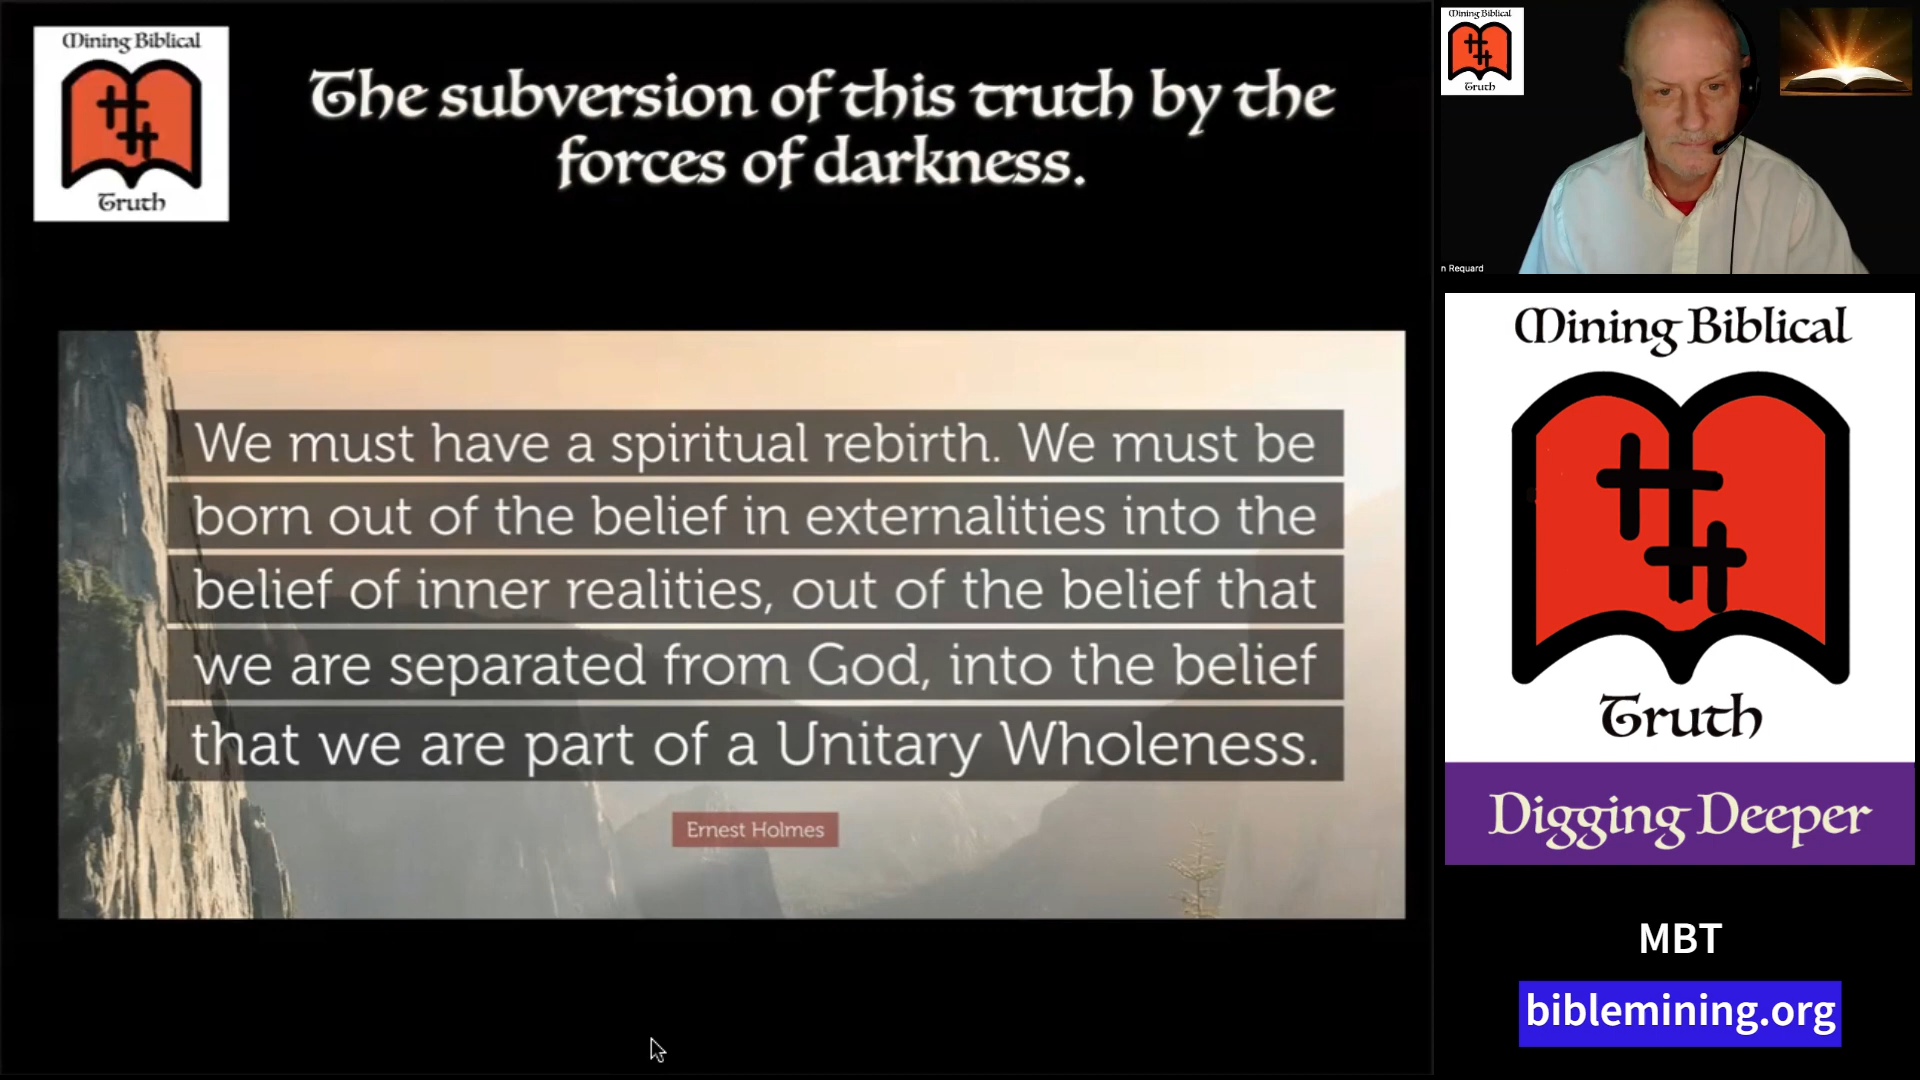 Mining Biblical
Truth
The subversion of this truth by the
forces of darkness.
We must have a spiritual rebirth. We must be
born out of the belief in externalities into the
belief of inner realities, out of the belief that
we are separated from God, into the belief
that we are part of a Unitary Wholeness.
Ernest Holmes
Mining Biblical
Truth
n Requard
Mining Biblical
Truth
Digging Deeper
MBT
biblemining.org